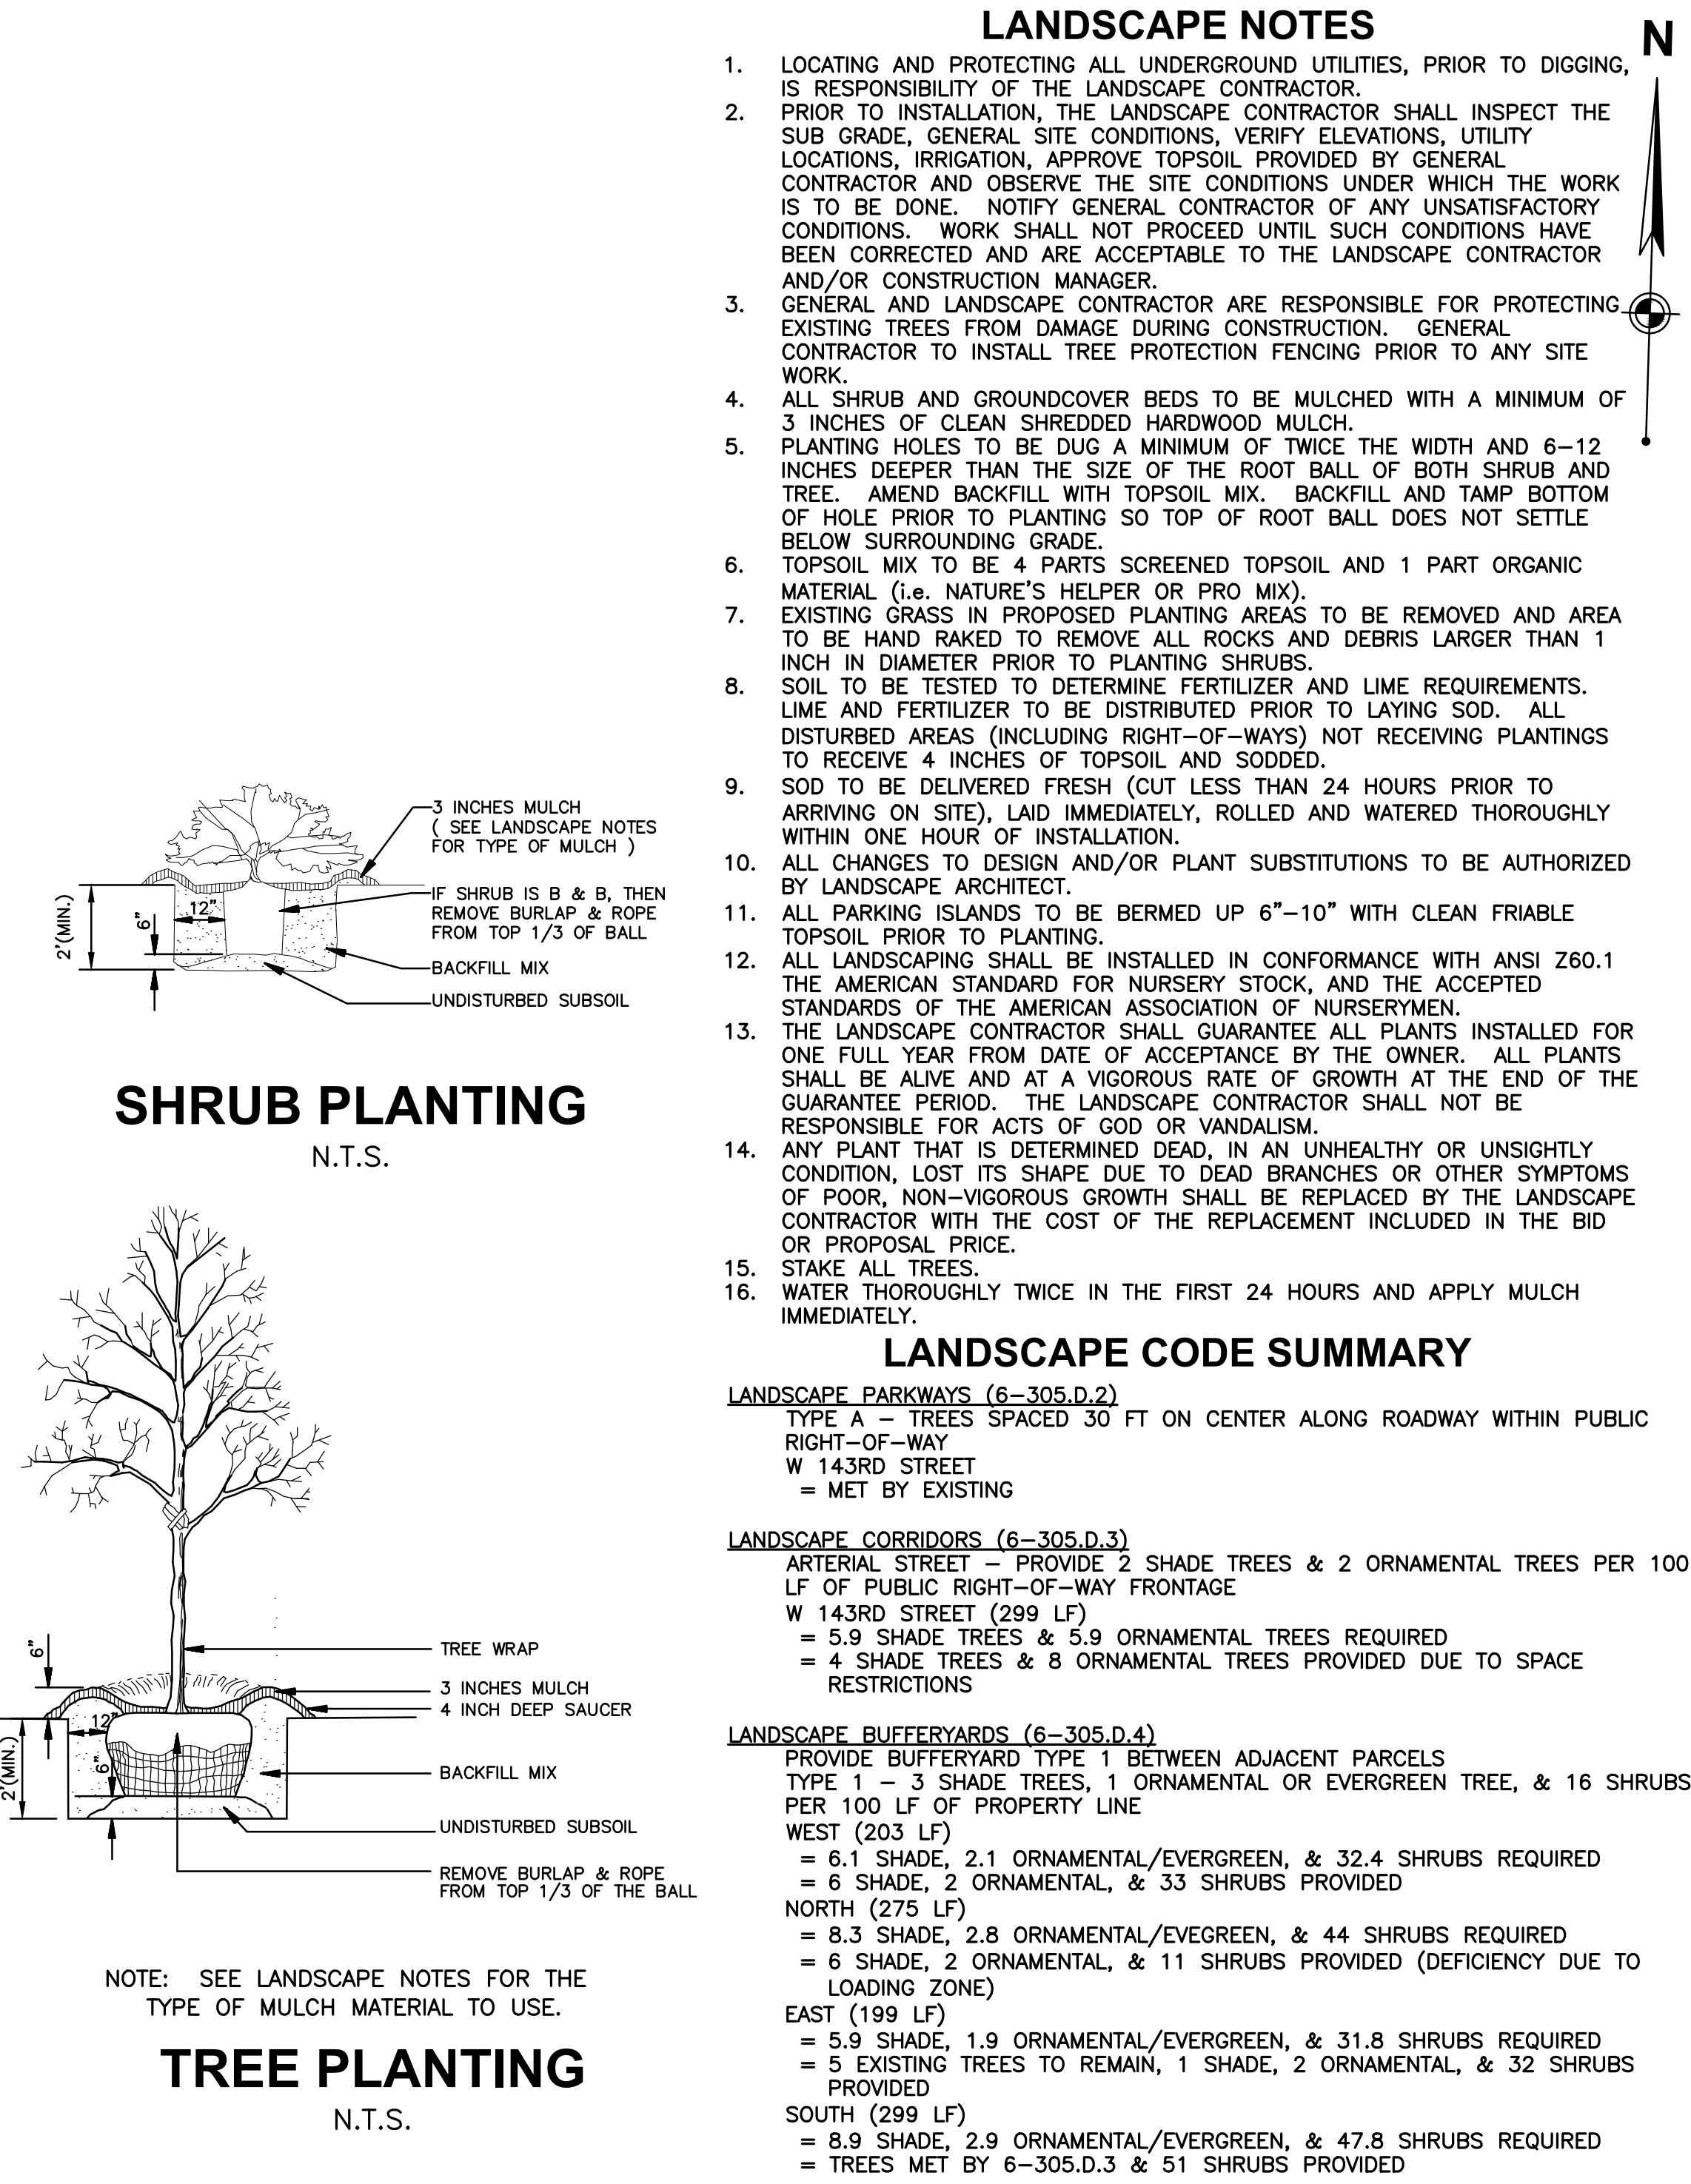 LANDSCAPE NOTES
N
1. LOCATING AND PROTECTING ALL UNDERGROUND UTILITIES, PRIOR TO DIGGING,
IS RESPONSIBILITY OF THE LANDSCAPE CONTRACTOR.
2. PRIOR TO INSTALLATION, THE LANDSCAPE CONTRACTOR SHALL INSPECT THE
SUB GRADE, GENERAL SITE CONDITIONS, VERIFY ELEVATIONS, UTILITY
LOCATIONS, IRRIGATION, APPROVE TOPSOIL PROVIDED BY GENERAL
CONTRACTOR AND OBSERVE THE SITE CONDITIONS UNDER WHICH THE WORK
IS TO BE DONE. NOTIFY GENERAL CONTRACTOR OF ANY UNSATISFACTORY
CONDITIONS. WORK SHALL NOT PROCEED UNTIL SUCH CONDITIONS HAVE
BEEN CORRECTED AND ARE ACCEPTABLE TO THE LANDSCAPE CONTRACTOR
AND/OR CONSTRUCTION MANAGER.
3. GENERAL AND LANDSCAPE CONTRACTOR ARE RESPONSIBLE FOR PROTECTING
EXISTING TREES FROM DAMAGE DURING CONSTRUCTION. GENERAL
CONTRACTOR TO INSTALL TREE PROTECTION FENCING PRIOR TO ANY SITE
WORK.
4. ALL SHRUB AND GROUNDCOVER BEDS TO BE MULCHED WITH A MINIMUM OF
3 INCHES OF CLEAN SHREDDED HARDWOOD MULCH.
5. PLANTING HOLES TO BE DUG A MINIMUM OF TWICE THE WIDTH AND 6-12
INCHES DEEPER THAN THE SIZE OF THE ROOT BALL OF BOTH SHRUB AND
TREE. AMEND BACKFILL WITH TOPSOIL MIX. BACKFILL AND TAMP BOTTOM
OF HOLE PRIOR TO PLANTING SO TOP OF ROOT BALL DOES NOT SETTLE
BELOW SURROUNDING GRADE.
6. TOPSOIL MIX TO BE 4 PARTS SCREENED TOPSOIL AND 1 PART ORGANIC
MATERIAL (i.e. NATURE'S HELPER OR PRO MIX).
7. EXISTING GRASS IN PROPOSED PLANTING AREAS TO BE REMOVED AND AREA
TO BE HAND RAKED TO REMOVE ALL ROCKS AND DEBRIS LARGER THAN 1
INCH IN DIAMETER PRIOR TO PLANTING SHRUBS.
8. SOIL TO BE TESTED TO DETERMINE FERTILIZER AND LIME REQUIREMENTS.
LIME AND FERTILIZER TO BE DISTRIBUTED PRIOR TO LAYING SOD. ALL
DISTURBED AREAS (INCLUDING RIGHT-OF-WAYS) NOT RECEIVING PLANTINGS
TO RECEIVE 4 INCHES OF TOPSOIL AND SODDED.
9. SOD TO BE DELIVERED FRESH (CUT LESS THAN 24 HOURS PRIOR TO
ARRIVING ON SITE), LAID IMMEDIATELY, ROLLED AND WATERED THOROUGHLY
WITHIN ONE HOUR OF INSTALLATION.
10. ALL CHANGES TO DESIGN AND/OR PLANT SUBSTITUTIONS TO BE AUTHORIZED
BY LANDSCAPE ARCHITECT.
11. ALL PARKING ISLANDS TO BE BERMED UP 6"-10" WITH CLEAN FRIABLE
TOPSOIL PRIOR TO PLANTING.
12. ALL LANDSCAPING SHALL BE INSTALLED IN CONFORMANCE WITH ANSI Z60.1
THE AMERICAN STANDARD FOR NURSERY STOCK, AND THE ACCEPTED
STANDARDS OF THE AMERICAN ASSOCIATION OF NURSERYMEN.
13. THE LANDSCAPE CONTRACTOR SHALL GUARANTEE ALL PLANTS INSTALLED FOR
ONE FULL YEAR FROM DATE OF ACCEPTANCE BY THE OWNER. ALL PLANTS
SHALL BE ALIVE AND AT A VIGOROUS RATE OF GROWTH AT THE END OF THE
GUARANTEE PERIOD. THE LANDSCAPE CONTRACTOR SHALL NOT BE
RESPONSIBLE FOR ACTS OF GOD OR VANDALISM.
14. ANY PLANT THAT IS DETERMINED DEAD, IN AN UNHEALTHY OR UNSIGHTLY
CONDITION, LOST ITS SHAPE DUE TO DEAD BRANCHES OR OTHER SYMPTOMS
OF POOR, NON-VIGOROUS GROWTH SHALL BE REPLACED BY THE LANDSCAPE
CONTRACTOR WITH THE COST OF THE REPLACEMENT INCLUDED IN THE BID
OR PROPOSAL PRICE.
15. STAKE ALL TREES.
16. WATER THOROUGHLY TWICE IN THE FIRST 24 HOURS AND APPLY MULCH
IMMEDIATELY.
LANDSCAPE CODE SUMMARY
LANDSCAPE PARKWAYS (6-305.D.2)
TYPE A - TREES SPACED 30 FT ON CENTER ALONG ROADWAY WITHIN PUBLIC
RIGHT-OF-WAY
W 143RD STREET
= MET BY EXISTING
LANDSCAPE CORRIDORS (6-305.D.3)
ARTERIAL STREET - PROVIDE 2 SHADE TREES & 2 ORNAMENTAL TREES PER 100
LF OF PUBLIC RIGHT-OF-WAY FRONTAGE
W 143RD STREET (299 LF)
= 5.9 SHADE TREES & 5.9 ORNAMENTAL TREES REQUIRED
= 4 SHADE TREES & 8 ORNAMENTAL TREES PROVIDED DUE TO SPACE
RESTRICTIONS
LANDSCAPE BUFFERYARDS (6-305.D.4)
PROVIDE BUFFERYARD TYPE 1 BETWEEN ADJACENT PARCELS
TYPE 1 - 3 SHADE TREES, 1 ORNAMENTAL OR EVERGREEN TREE, & 16 SHRUBS
PER 100 LF OF PROPERTY LINE
WEST (203 LF)
= 6.1 SHADE, 2.1 ORNAMENTAL/EVERGREEN, & 32.4 SHRUBS REQUIRED
= 6 SHADE, 2 ORNAMENTAL, & 33 SHRUBS PROVIDED
NORTH (275 LF)
= 8.3 SHADE, 2.8 ORNAMENTAL/EVEGREEN, & 44 SHRUBS REQUIRED
= 6 SHADE, 2 ORNAMENTAL, & 11 SHRUBS PROVIDED (DEFICIENCY DUE TO
LOADING ZONE)
EAST (199 LF)
= 5.9 SHADE, 1.9 ORNAMENTAL/EVERGREEN, & 31.8 SHRUBS REQUIRED
= 5 EXISTING TREES TO REMAIN, 1 SHADE, 2 ORNAMENTAL, & 32 SHRUBS
PROVIDED
SOUTH (299 LF)
= 8.9 SHADE, 2.9 ORNAMENTAL/EVERGREEN, & 47.8 SHRUBS REQUIRED
= TREES MET BY 6-305.D.3 & 51 SHRUBS PROVIDED
3 INCHES MULCH
( SEE LANDSCAPE NOTES
FOR TYPE OF MULCH )
IF SHRUB IS B & B, THEN
REMOVE BURLAP & ROPE
FROM TOP 1/3 OF BALL
BACKFILL MIX
UNDISTURBED SUBSOIL
2'(MIN.)
6"
12"
SHRUB PLANTING
N.T.S.
TREE WRAP
3 INCHES MULCH
4 INCH DEEP SAUCER
BACKFILL MIX
UNDISTURBED SUBSOIL
REMOVE BURLAP & ROPE
FROM TOP 1/3 OF THE BALL
6"
12"
6"
2'(MIN.)
NOTE: SEE LANDSCAPE NOTES FOR THE
TYPE OF MULCH MATERIAL TO USE.
TREE PLANTING
N.T.S.